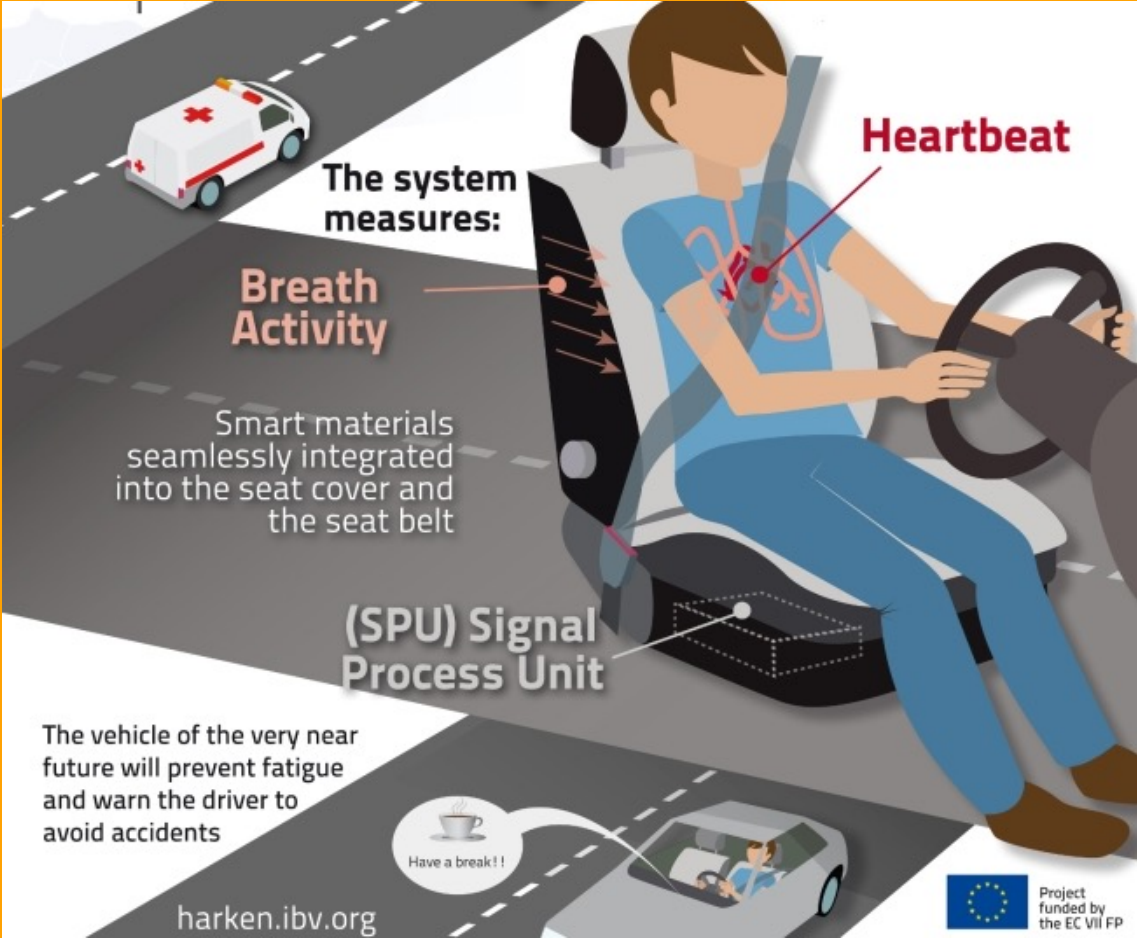 Heartbeat
The system
measures:
Breath
Activity
Smart materials
seamlessly integrated
into the seat cover and
the seat belt
(SPU) Signal
Process Unit
The vehicle of the very near
future will prevent fatigue
and warn the driver to
avoid accidents
Have a break!!
harken.ibv.org
Project
funded by
the EC VII FP